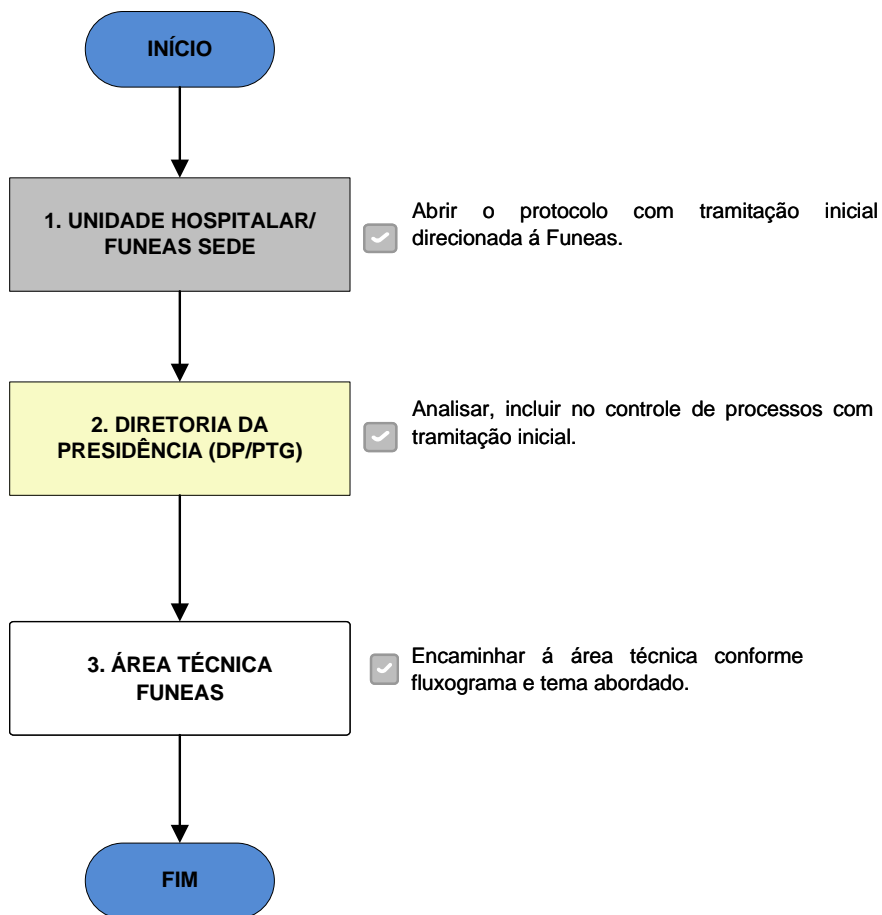 INÍCIO
1. UNIDADE HOSPITALAR/
FUNEAS SEDE
Abrir o protocolo com tramitação inicial
direcionada á Funeas.
2. DIRETORIA DA
PRESIDÊNCIA (DP/PTG)
Analisar, incluir no controle de processos com
tramitação inicial.
3. ÁREA TÉCNICA
FUNEAS
Encaminhar á área técnica conforme
fluxograma e tema abordado.
FIM